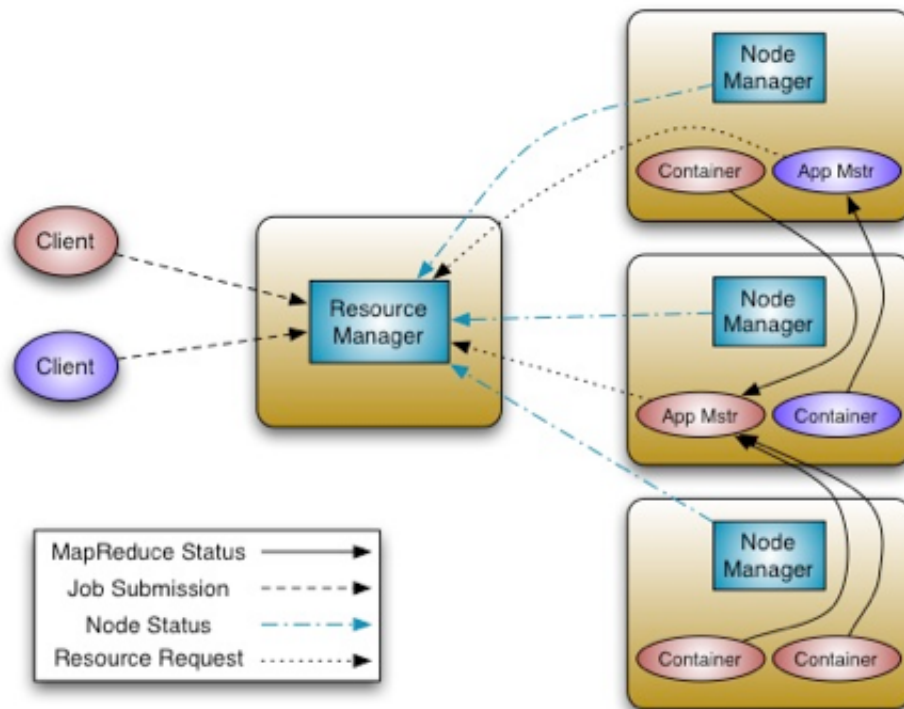 Client
Client
Resource
Manager
Node
Manager
Container
App Mstr
Node
Manager
App Mstr
Container
Node
Manager
Container
Container
MapReduce Status
Job Submission
Node Status
Resource Request